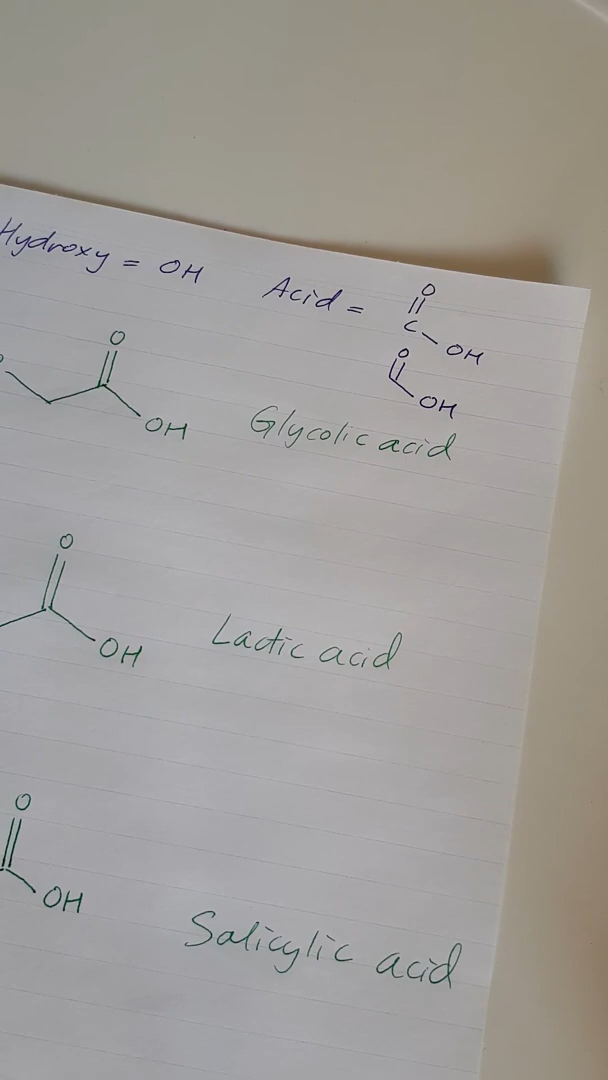 Hydroxy = OH Acid =
O
C
OH
O
OH
O
OH
Glycolic acid
O
OH
Lactic acid
O
OH
Salicylic acid